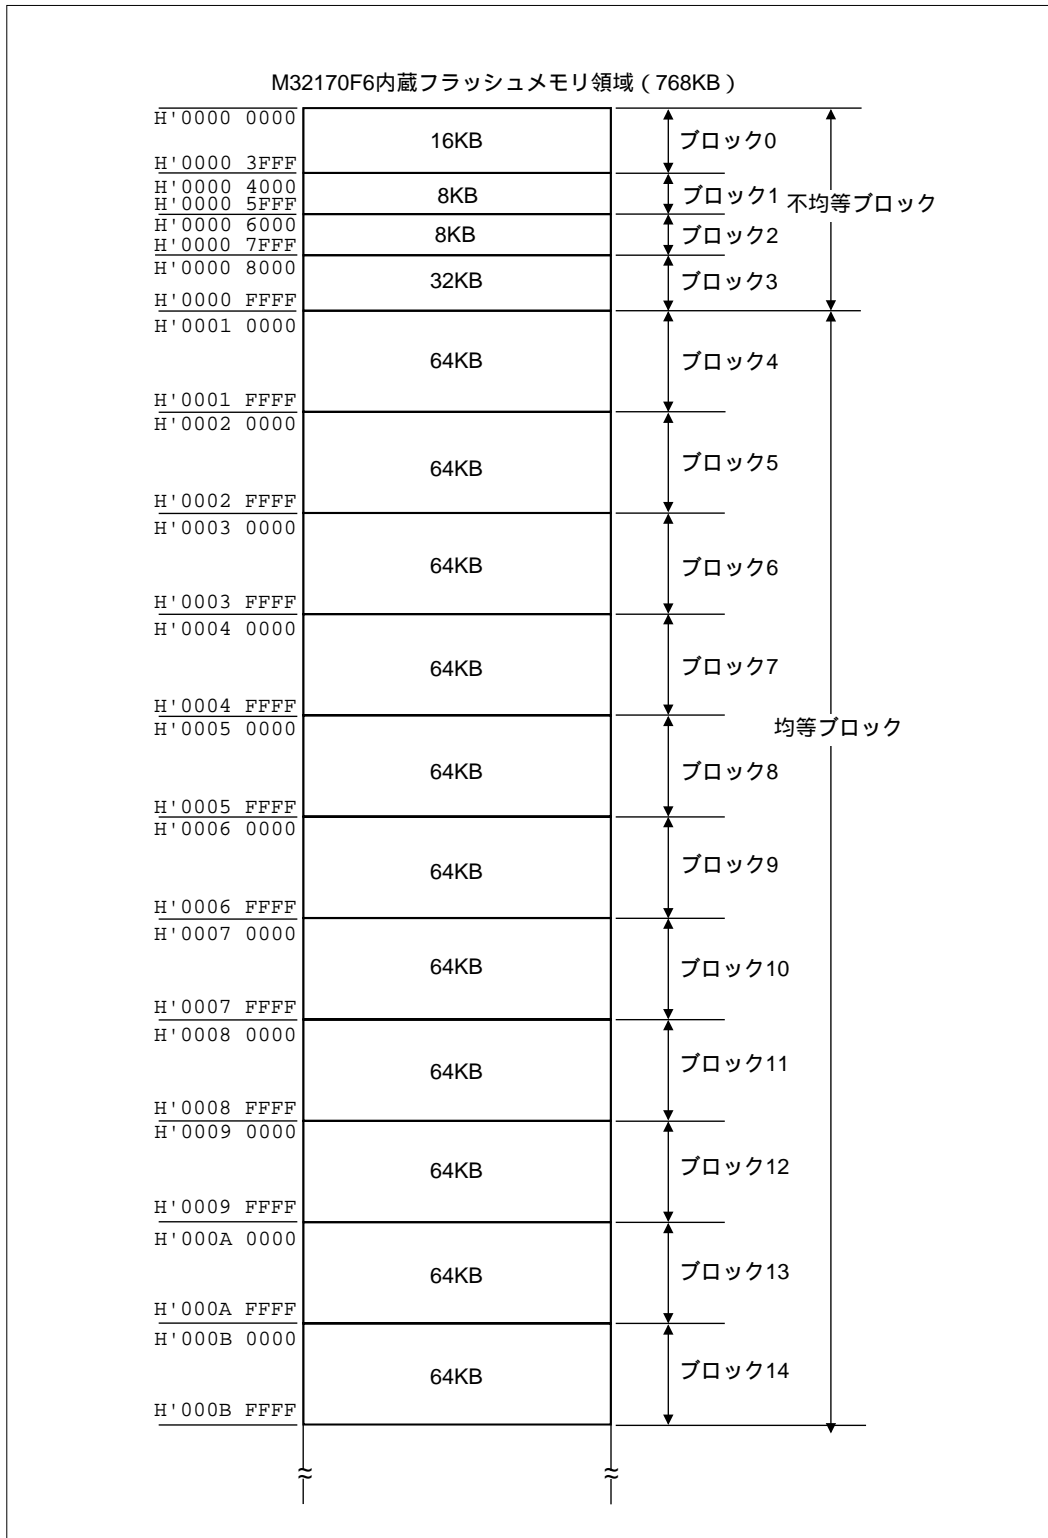 M32170F6内蔵フラッシュメモリ領域（768KB）
H'0000 0000
16KB
ブロック0
H'0000 3FFF
H'0000 4000
8KB
ブロック1
不均等ブロック
H'0000 5FFF
H'0000 6000
8KB
ブロック2
H'0000 7FFF
H'0000 8000
32KB
ブロック3
H'0000 FFFF
H'0001 0000
64KB
ブロック4
H'0001 FFFF
H'0002 0000
64KB
ブロック5
H'0002 FFFF
H'0003 0000
64KB
ブロック6
H'0003 FFFF
H'0004 0000
64KB
ブロック7
H'0004 FFFF
H'0005 0000
均等ブロック
64KB
ブロック8
H'0005 FFFF
H'0006 0000
64KB
ブロック9
H'0006 FFFF
H'0007 0000
64KB
ブロック10
H'0007 FFFF
H'0008 0000
64KB
ブロック11
H'0008 FFFF
H'0009 0000
64KB
ブロック12
H'0009 FFFF
H'000A 0000
64KB
ブロック13
H'000A FFFF
H'000B 0000
64KB
ブロック14
H'000B FFFF